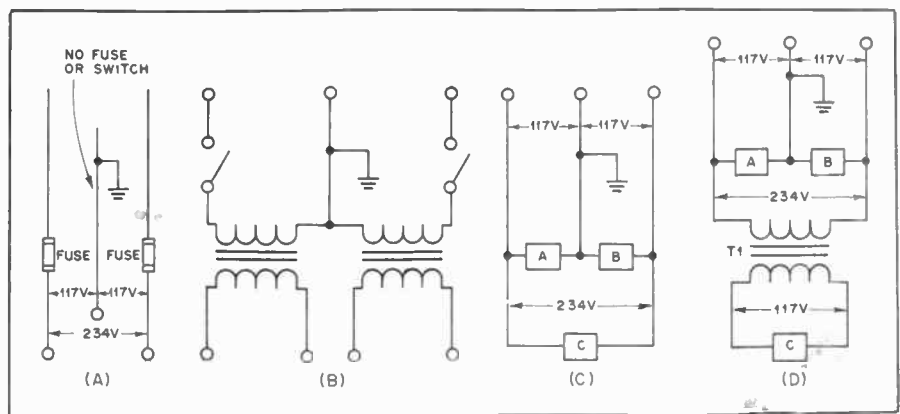 NO FUSE
OR SWITCH
FUSE
FUSE
117V
117V
234V
(A)
(B)
117V
117V
A
B
234V
C
(C)
117V
117V
A
B
234V
T1
117V
C
(D)